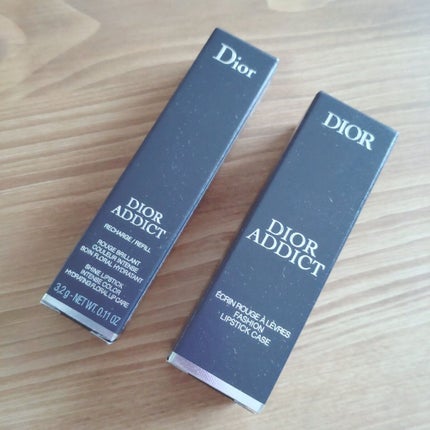 Dior
DIOR
ADDICT
RECHARGE/REFILL
ROUGE BRILLANT
COULEUR INTENSE
SOIN FLORAL HYDRATANT
SHINE LIPSTICK
INTENSE COLOR
HYDRATING FLORAL LIP CARE
3,2g - NET WT. 0.11 OZ
DIOR
DIOR
ADDICT
ÉCRIN ROUGE À LÈVRES
FASHION
LIPSTICK CASE